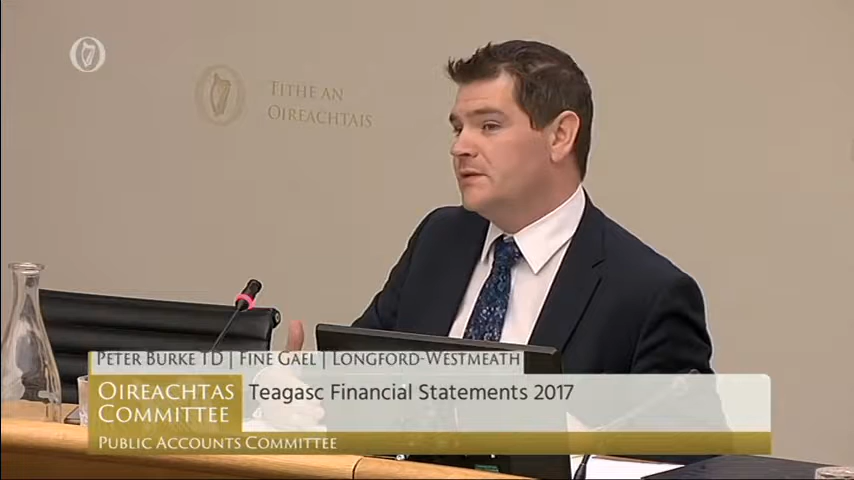 TITHE AN
OIREACHTAIS
PETER BURKE TD | FINE GAEL | LONGFORD-WESTMEATH
OIREACHTAS
COMMITTEE
Teagasc Financial Statements 2017
PUBLIC ACCOUNTS COMMITTEE